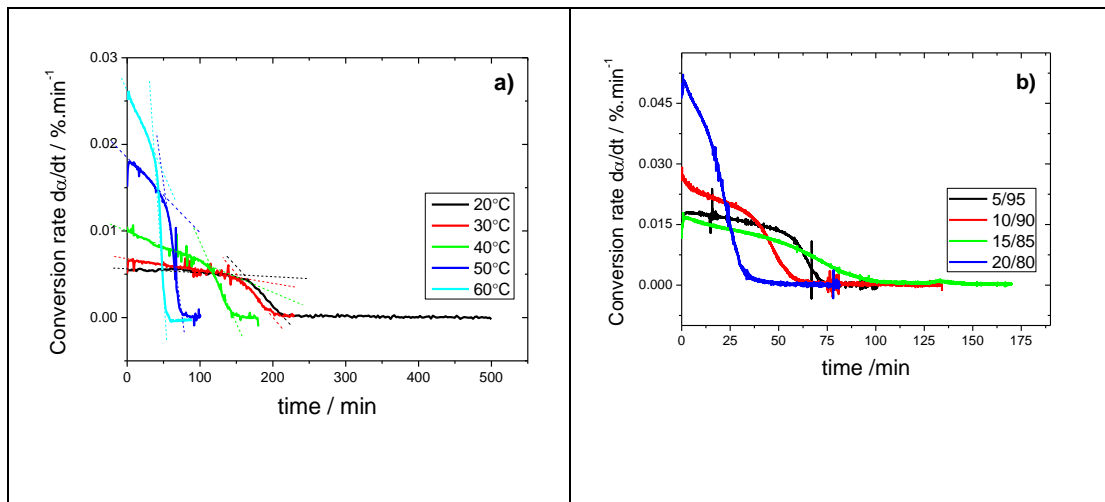 a)
Conversion rate dα/dt / %.min⁻¹
0.03
0.02
0.01
0.00
20°C
30°C
40°C
50°C
60°C
0 100 200 300 400 500
time / min
b)
Conversion rate dα/dt / %.min⁻¹
0.045
0.030
0.015
0.000
5/95
10/90
15/85
20/80
0 25 50 75 100 125 150 175
time /min